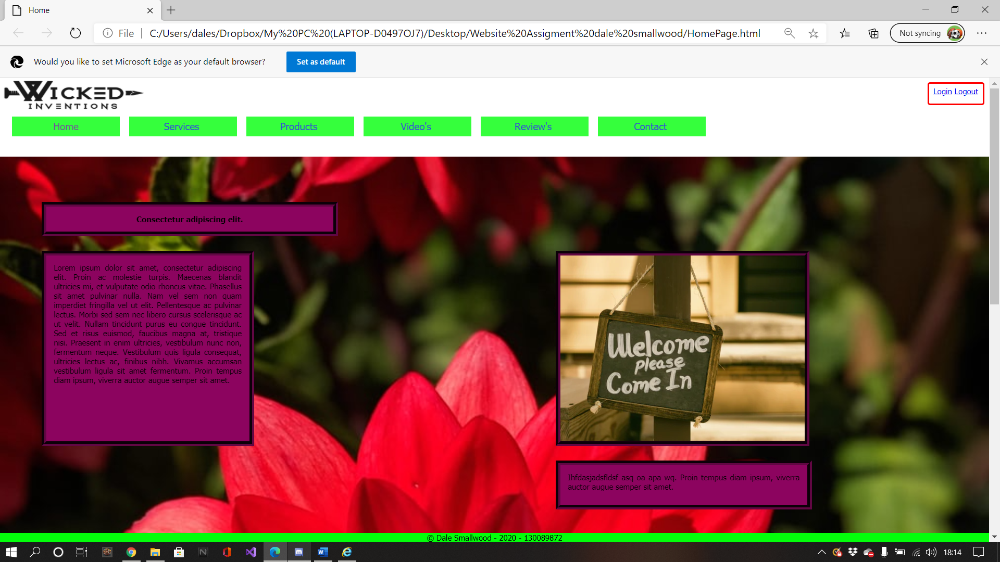 Home
File
C:/Users/dales/Dropbox/My%20PC%20(LAPTOP-D0497OJ7)/Desktop/Website%20Assigment%20dale%20smallwood/HomePage.html
Not syncing
Would you like to set Microsoft Edge as your default browser?
Set as default
WICKED
INVENTIONS
Login Logout
Home
Services
Products
Video's
Review's
Contact
Consectetur adipiscing elit.
Lorem ipsum dolor sit amet, consectetur adipiscing
elit. Proin ac molestie turpis. Maecenas blandit
ultricies mi, et vulputate odio rhoncus vitae. Phasellus
sit amet pulvinar nulla. Nam vel sem non quam
imperdiet fringilla vel ut elit. Pellentesque ac pulvinar
lectus. Morbi sed sem nec libero cursus scelerisque ac
ut velit. Nullam tincidunt purus eu congue tincidunt.
Sed et risus euismod, faucibus magna at, tristique
nisi. Praesent in enim ultricies, vestibulum nunc non,
fermentum neque. Vestibulum quis ligula consequat,
ultricies lectus ac, finibus nibh. Vivamus accumsan
vestibulum ligula sit amet fermentum. Proin tempus
diam ipsum, viverra auctor augue semper sit amet.
Welcome
please
Come In
Ihfdasjadsfldsf asq oa apa wq. Proin tempus diam ipsum, viverra
auctor augue semper sit amet.
© Dale Smallwood - 2020 - 130089872
18:14